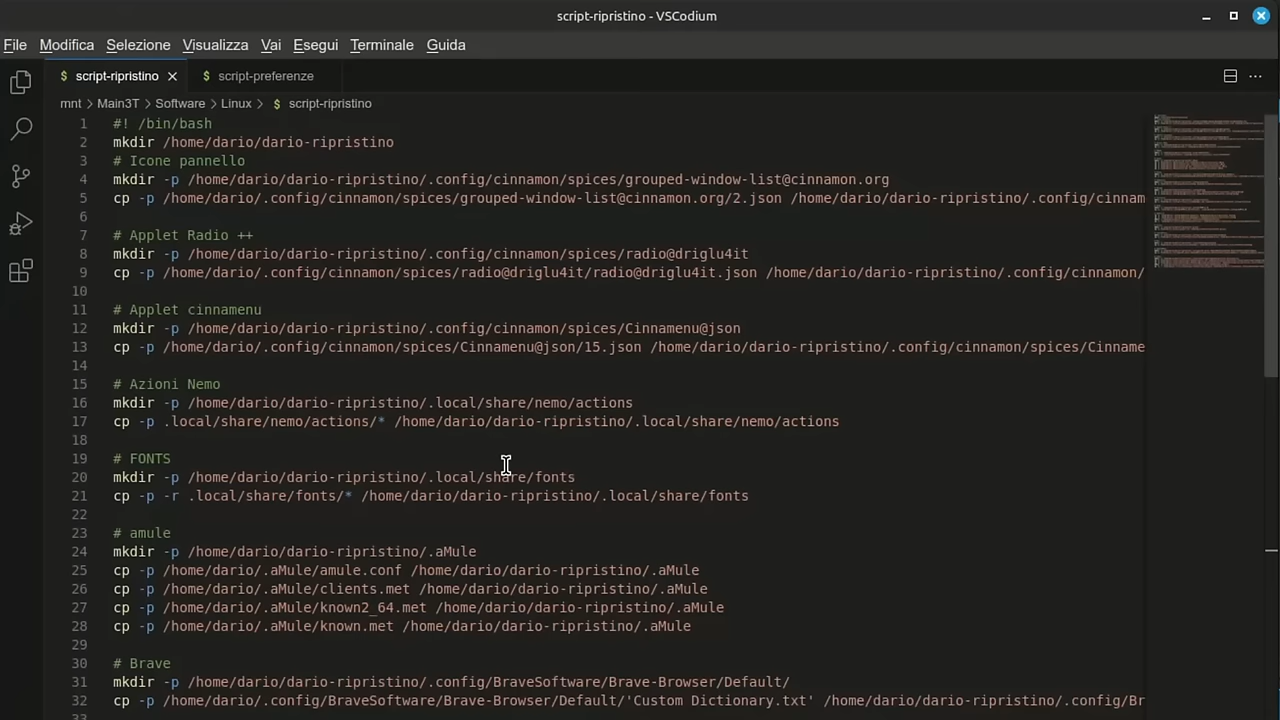 script-ripristino - VSCodium
File Modifica Selezione Visualizza Vai Esegui Terminale Guida
$ script-ripristino $ script-preferenze
mnt > Main3T > Software > Linux > $ script-ripristino
1 #! /bin/bash
2 mkdir /home/dario/dario-ripristino
3 # Icone pannello
4 mkdir -p /home/dario/dario-ripristino/.config/cinnamon/spices/grouped-window-list@cinnamon.org
5 cp -p /home/dario/.config/cinnamon/spices/grouped-window-list@cinnamon.org/2.json /home/dario/dario-ripristino/.config/cinnam
6
7 # Applet Radio ++
8 mkdir -p /home/dario/dario-ripristino/.config/cinnamon/spices/radio@driglu4it
9 cp -p /home/dario/.config/cinnamon/spices/radio@driglu4it/radio@driglu4it.json /home/dario/dario-ripristino/.config/cinnamon/
10
11 # Applet cinnamenu
12 mkdir -p /home/dario/dario-ripristino/.config/cinnamon/spices/Cinnamenu@json
13 cp -p /home/dario/.config/cinnamon/spices/Cinnamenu@json/15.json /home/dario/dario-ripristino/.config/cinnamon/spices/Cinname
14
15 # Azioni Nemo
16 mkdir -p /home/dario/dario-ripristino/.local/share/nemo/actions
17 cp -p .local/share/nemo/actions/* /home/dario/dario-ripristino/.local/share/nemo/actions
18
19 # FONTS
20 mkdir -p /home/dario/dario-ripristino/.local/share/fonts
21 cp -p -r .local/share/fonts/* /home/dario/dario-ripristino/.local/share/fonts
22
23 # amule
24 mkdir -p /home/dario/dario-ripristino/.aMule
25 cp -p /home/dario/.aMule/amule.conf /home/dario/dario-ripristino/.aMule
26 cp -p /home/dario/.aMule/clients.met /home/dario/dario-ripristino/.aMule
27 cp -p /home/dario/.aMule/known2_64.met /home/dario/dario-ripristino/.aMule
28 cp -p /home/dario/.aMule/known.met /home/dario/dario-ripristino/.aMule
29
30 # Brave
31 mkdir -p /home/dario/dario-ripristino/.config/BraveSoftware/Brave-Browser/Default/
32 cp -p /home/dario/.config/BraveSoftware/Brave-Browser/Default/'Custom Dictionary.txt' /home/dario/dario-ripristino/.config/Br
33